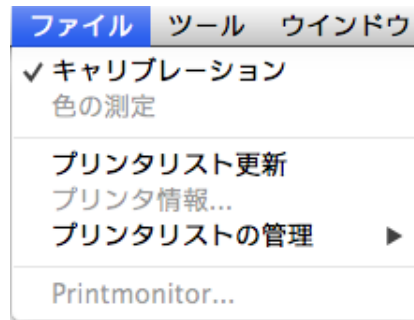 ファイル ツール ウインドウ
✓ キャリブレーション
色の測定
プリンタリスト更新
プリンタ情報...
プリンタリストの管理 ▶
Printmonitor...